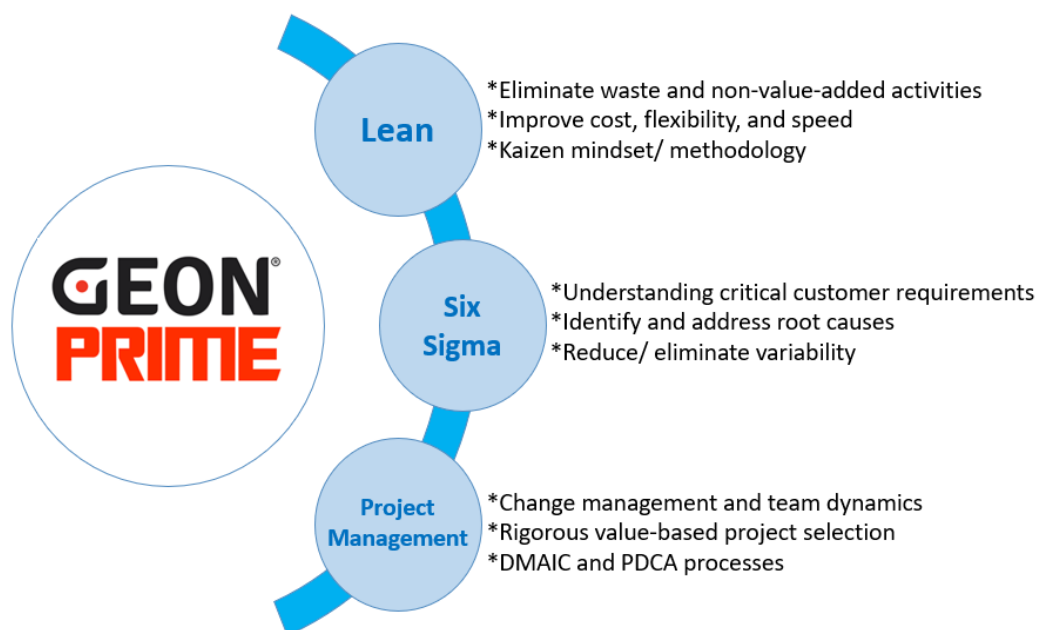 GEON®
PRIME
Lean
*Eliminate waste and non-value-added activities
*Improve cost, flexibility, and speed
*Kaizen mindset/ methodology
Six
Sigma
*Understanding critical customer requirements
*Identify and address root causes
*Reduce/ eliminate variability
Project
Management
*Change management and team dynamics
*Rigorous value-based project selection
*DMAIC and PDCA processes